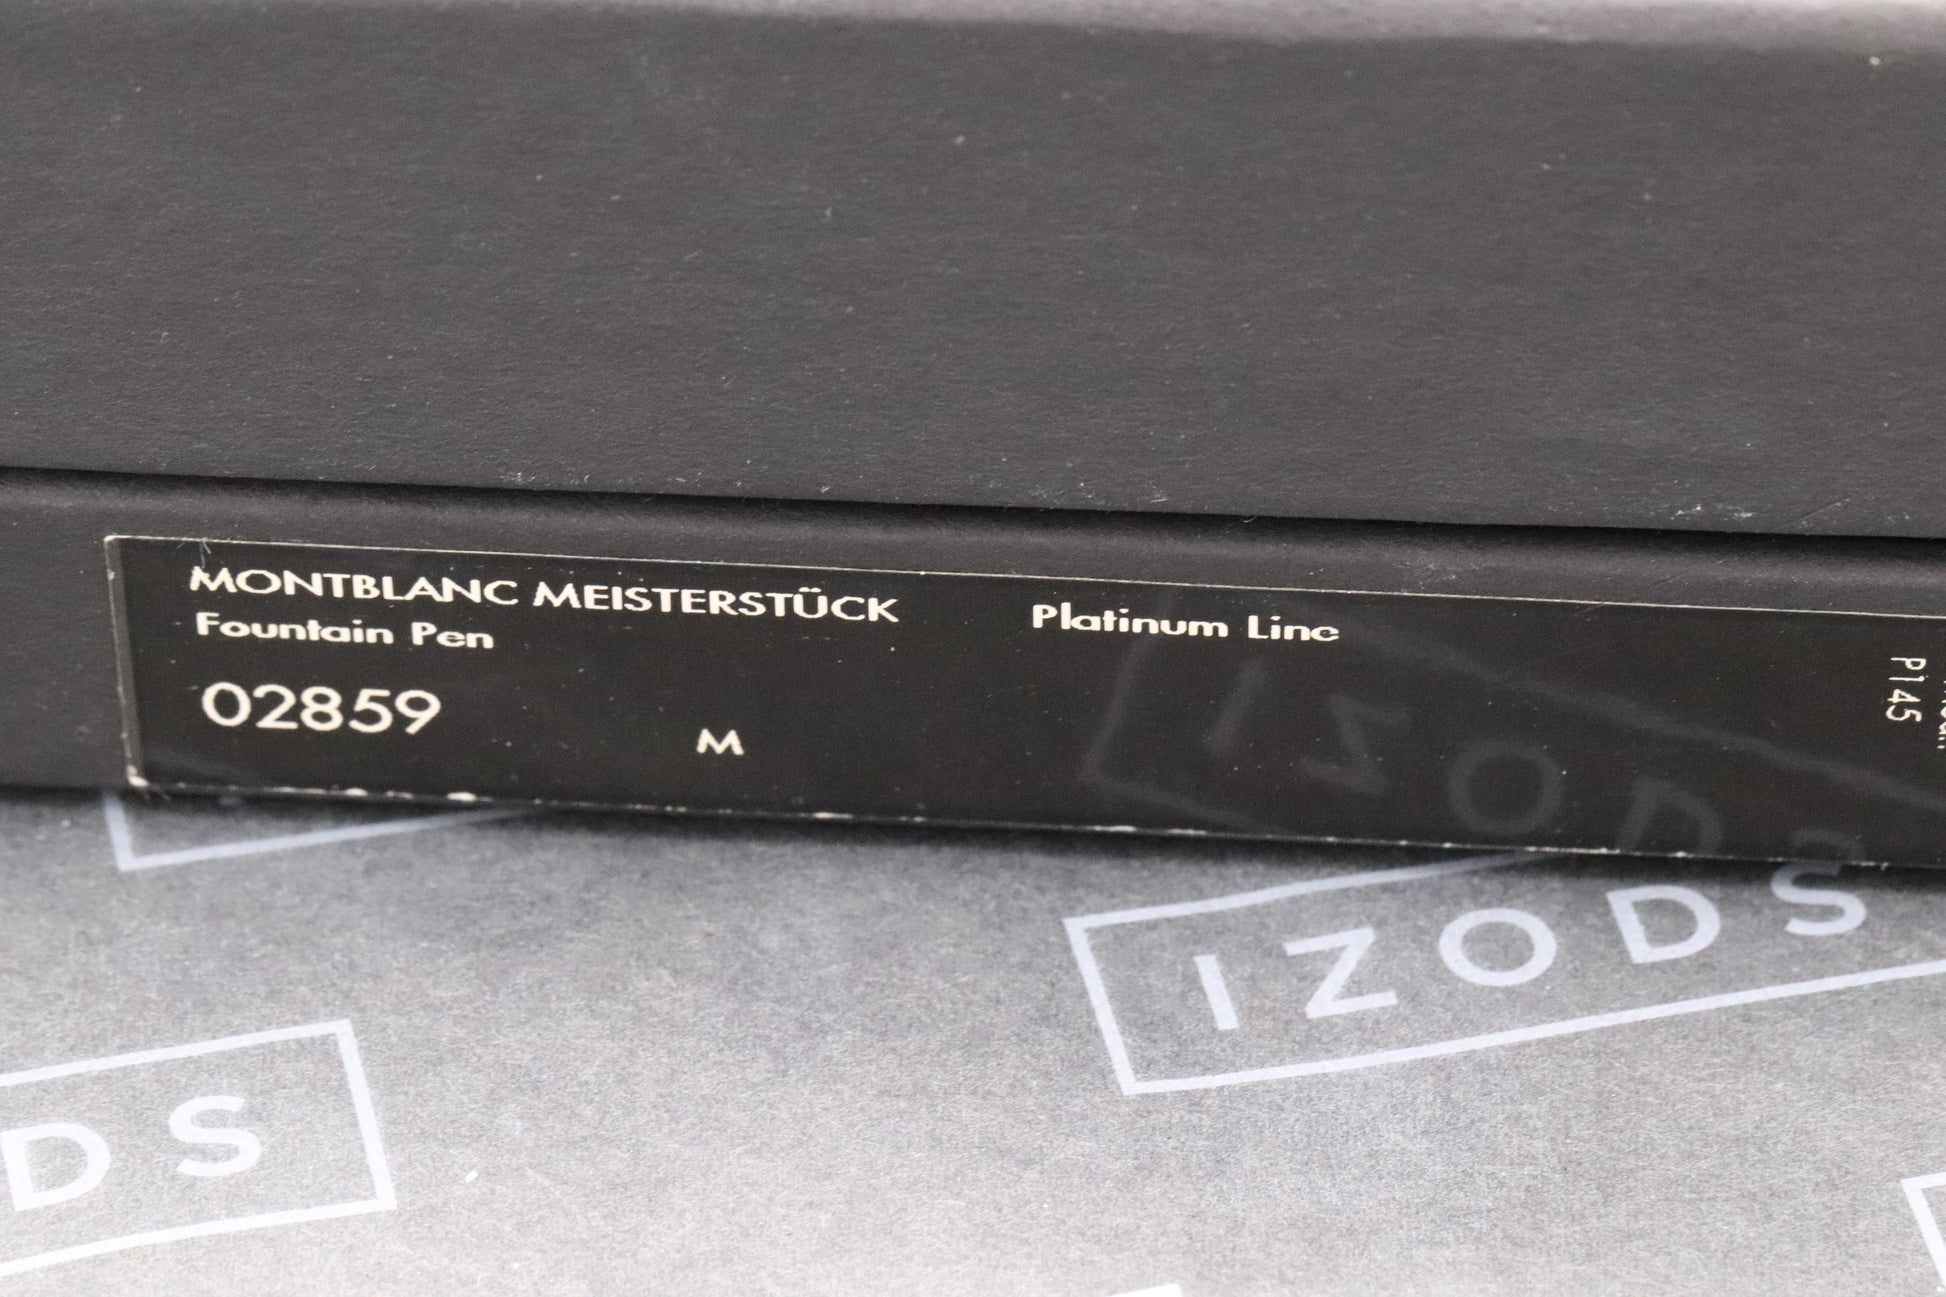 MONTBLANC MEISTERSTÜCK
Fountain Pen
Platinum Line
02859
M
P145
IZODS
IZODS
DS